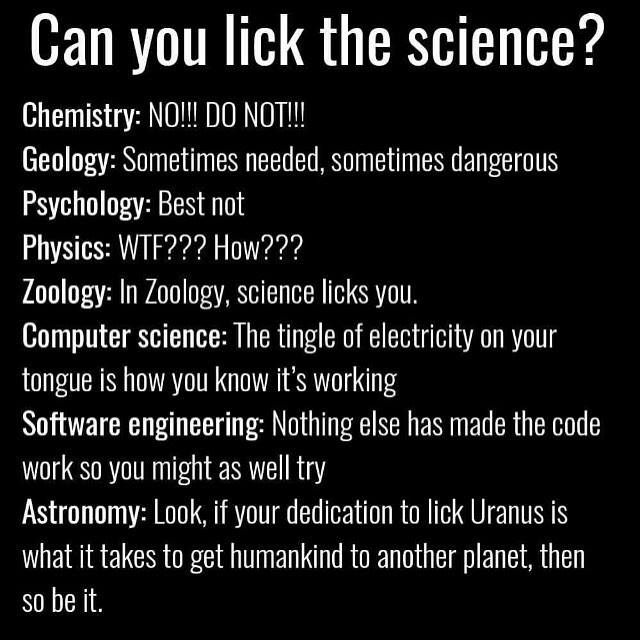 Can you lick the science?
Chemistry: NO!!! DO NOT!!!
Geology: Sometimes needed, sometimes dangerous
Psychology: Best not
Physics: WTF??? How???
Zoology: In Zoology, science licks you.
Computer science: The tingle of electricity on your
tongue is how you know it's working
Software engineering: Nothing else has made the code
work so you might as well try
Astronomy: Look, if your dedication to lick Uranus is
what it takes to get humankind to another planet, then
so be it.